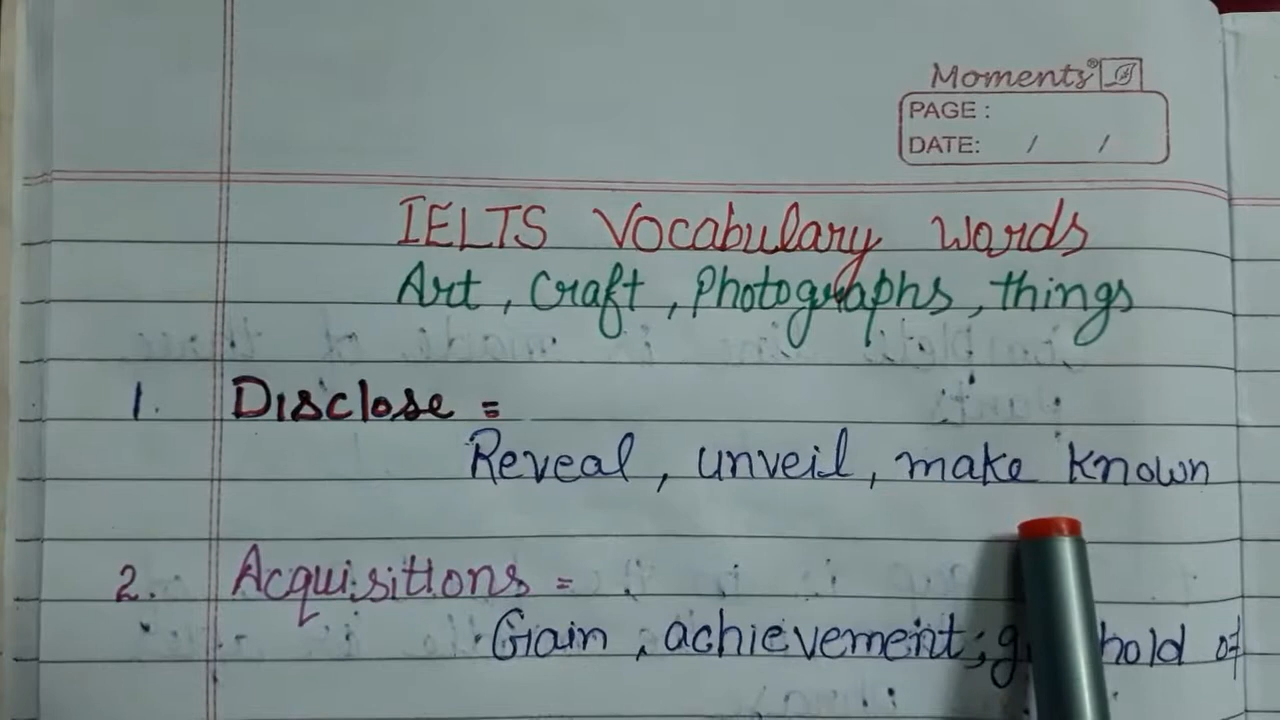 Moments®
PAGE :
DATE: / /
IELTS Vocabulary words
Art, Craft, Photographs, things
1. Disclose =
Reveal, unveil, make known
2. Acquisitions =
Gain, achievement, hold of